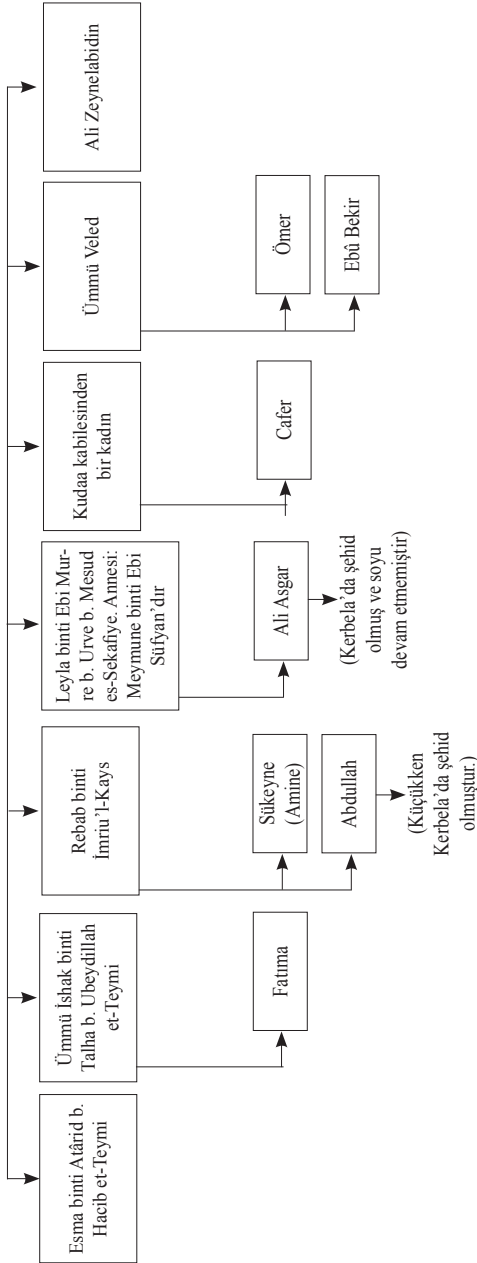 Esma binti Atârid b.
Hacib et-Teymi
Ümmü İshak binti
Talha b. Ubeydillah
et-Teymi
Fatıma
Rebab binti
İmriu'l-Kays
Sükeyne
(Amine)
Abdullah
(Küçükken
Kerbela'da şehid
olmuştur.)
Leyla binti Ebi Mur-
re b. Urve b. Mesud
es-Sekafiye. Annesi:
Meymune binti Ebi
Süfyan'dır
Ali Asgar
(Kerbela'da şehid
olmuş ve soyu
devam etmemiştir)
Kudaa kabilesinden
bir kadın
Cafer
Ümmü Veled
Ömer
Ebû Bekir
Ali Zeynelabidin